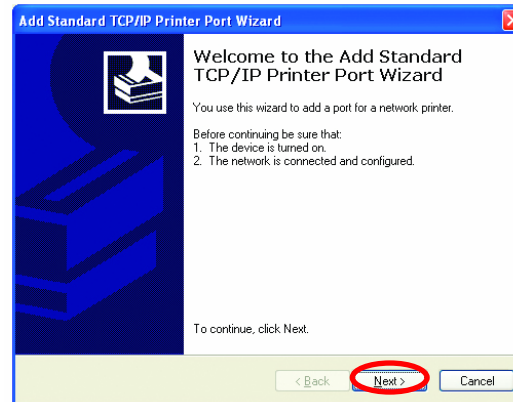 Add Standard TCP/IP Printer Port Wizard
Welcome to the Add Standard
TCP/IP Printer Port Wizard
You use this wizard to add a port for a network printer.
Before continuing be sure that:
1. The device is turned on.
2. The network is connected and configured.
To continue, click Next.
< Back Next > Cancel